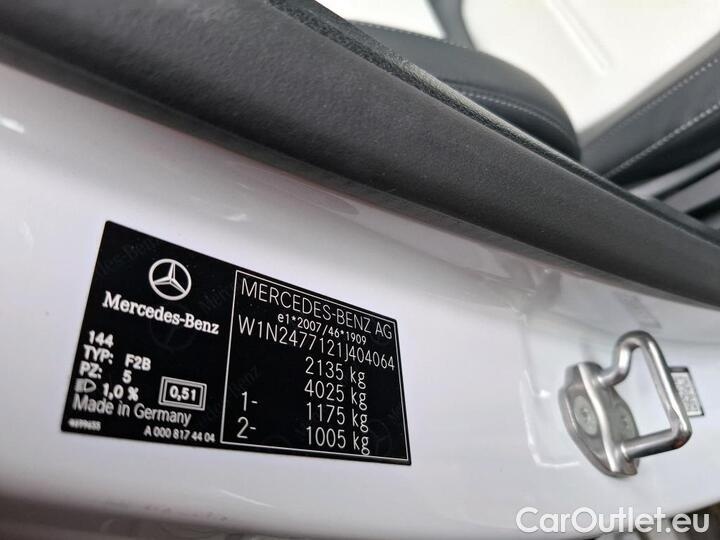 Mercedes-Benz
144
TYP: F2B
PZ: 5
1,0 % 0,51
Made in Germany
A 000 817 44 04
MERCEDES-BENZ AG
e1*2007/46*1909
W1N2477121J404064
2135 kg
4025 kg
1- 1175 kg
2- 1005 kg
CarOutlet.eu